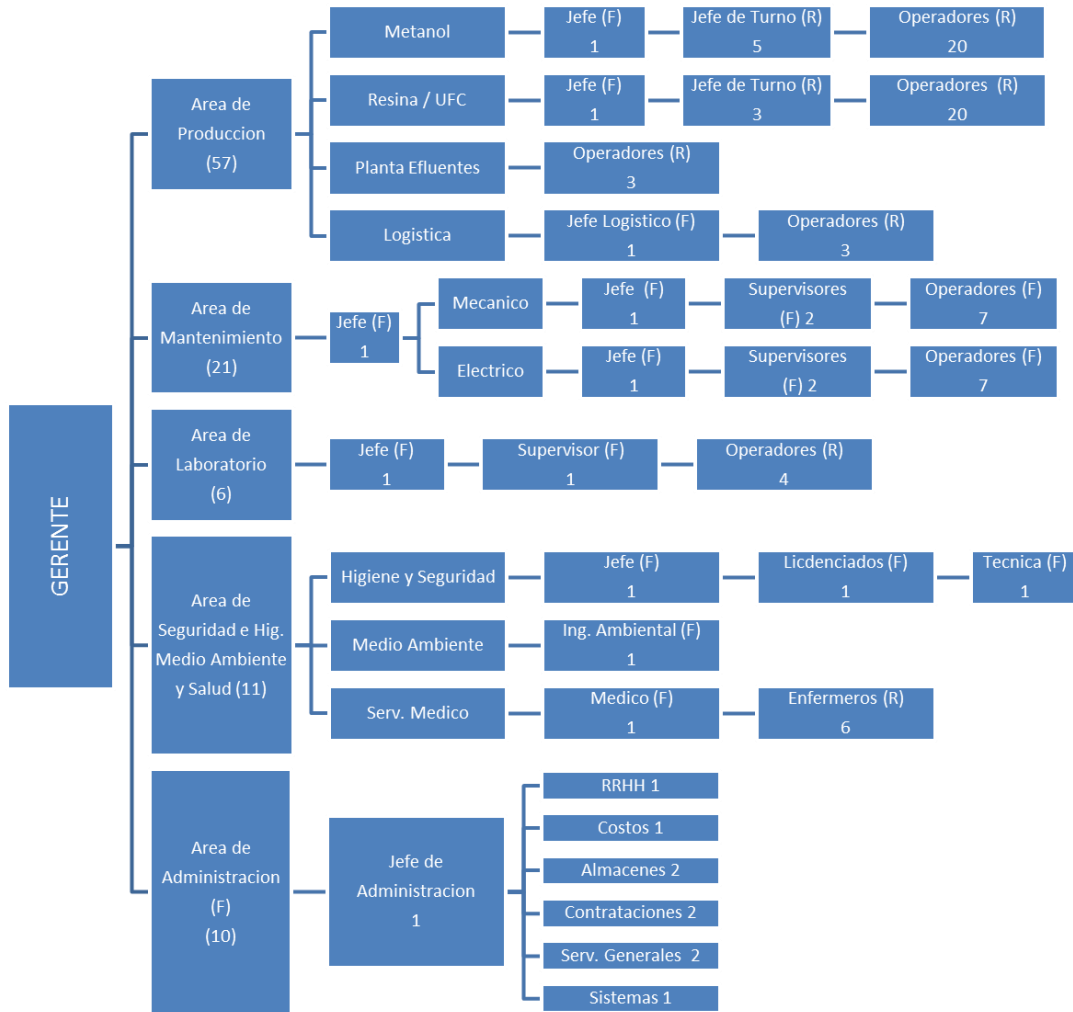 GERENTE
Area de
Produccion
(57)
Metanol
Jefe (F)
1
Jefe de Turno (R)
5
Operadores (R)
20
Resina / UFC
Jefe (F)
1
Jefe de Turno (R)
3
Operadores (R)
20
Planta Efluentes
Operadores (R)
3
Logistica
Jefe Logistico (F)
1
Operadores (R)
3
Area de
Mantenimiento
(21)
Jefe (F)
1
Mecanico
Jefe (F)
1
Supervisores
(F) 2
Operadores (F)
7
Electrico
Jefe (F)
1
Supervisores
(F) 2
Operadores (F)
7
Area de
Laboratorio
(6)
Jefe (F)
1
Supervisor (F)
1
Operadores (R)
4
Area de
Seguridad e Hig.
Medio Ambiente
y Salud (11)
Higiene y Seguridad
Jefe (F)
1
Licdenciados (F)
1
Tecnica (F)
1
Medio Ambiente
Ing. Ambiental (F)
1
Serv. Medico
Medico (F)
1
Enfermeros (R)
6
Area de
Administracion
(F)
(10)
Jefe de
Administracion
1
RRHH 1
Costos 1
Almacenes 2
Contrataciones 2
Serv. Generales 2
Sistemas 1